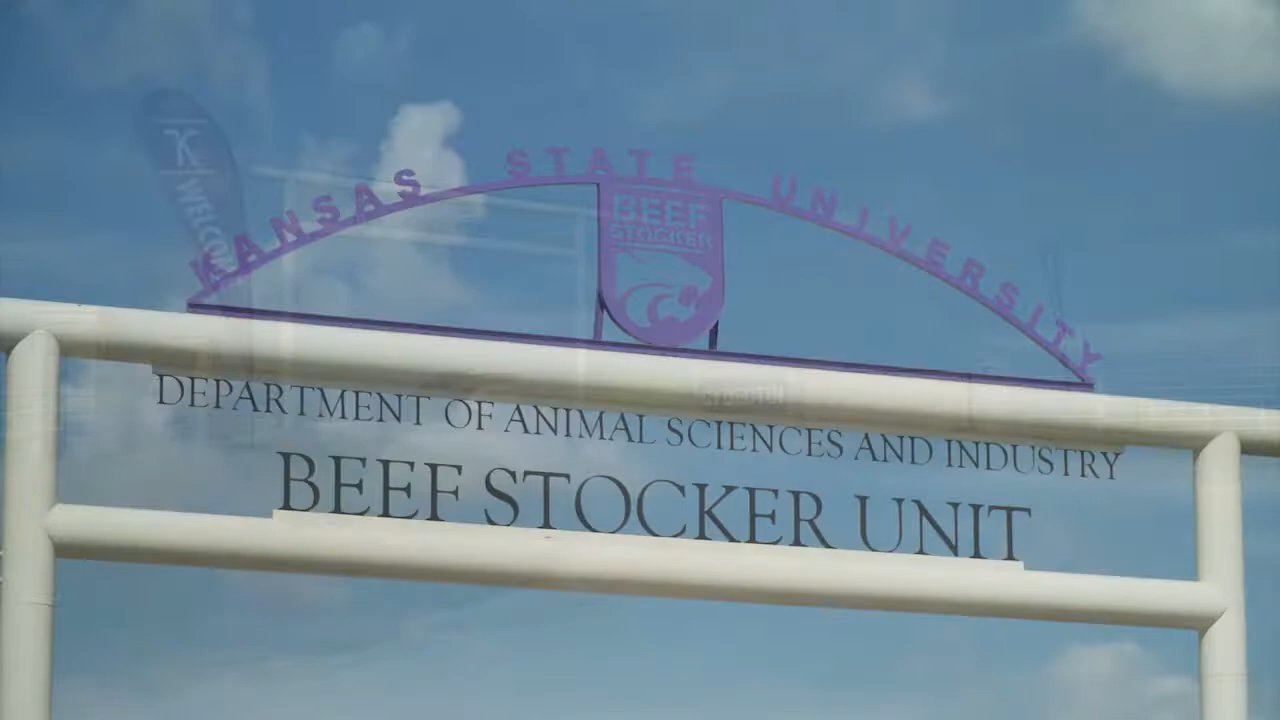 KANSAS STATE UNIVERSITY
BEEF
STOCKER
DEPARTMENT OF ANIMAL SCIENCES AND INDUSTRY
BEEF STOCKER UNIT